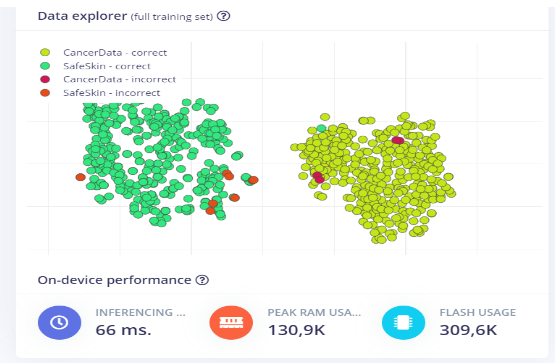 Data explorer (full training set) ?
CancerData - correct
SafeSkin - correct
CancerData - incorrect
SafeSkin - incorrect
On-device performance ?
INFERENCING ...
66 ms.
PEAK RAM USA...
130,9K
FLASH USAGE
309,6K